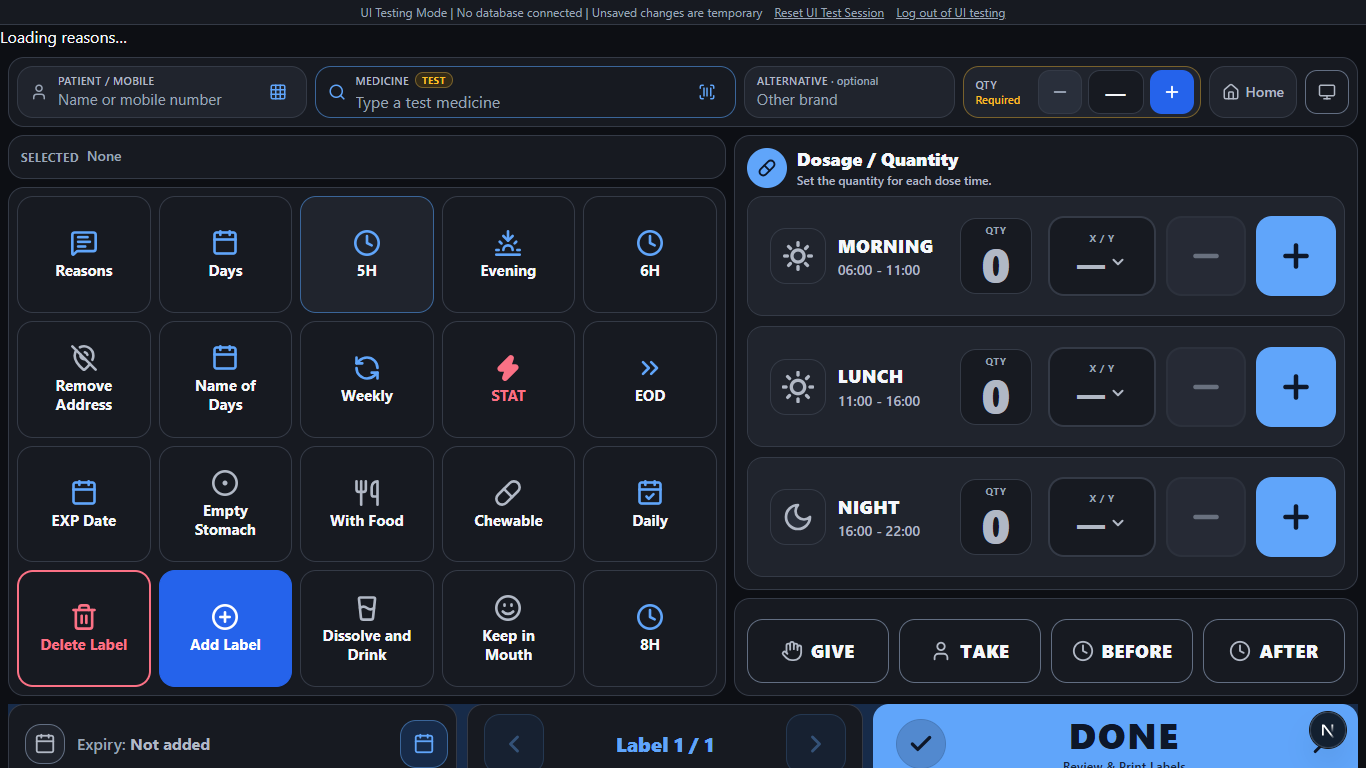 UI Testing Mode | No database connected | Unsaved changes are temporary Reset UI Test Session Log out of UI testing
Loading reasons...
PATIENT / MOBILE
Name or mobile number
MEDICINE TEST
Type a test medicine
ALTERNATIVE · optional
Other brand
QTY
Required
—
Home
SELECTED None
Reasons
Days
5H
Evening
6H
Remove
Address
Name of
Days
Weekly
STAT
EOD
EXP Date
Empty
Stomach
With Food
Chewable
Daily
Delete Label
Add Label
Dissolve and
Drink
Keep in
Mouth
8H
Dosage / Quantity
Set the quantity for each dose time.
MORNING
06:00 - 11:00
QTY
0
X / Y
—
LUNCH
11:00 - 16:00
QTY
0
X / Y
—
NIGHT
16:00 - 22:00
QTY
0
X / Y
—
GIVE
TAKE
BEFORE
AFTER
Expiry: Not added
Label 1 / 1
DONE
Review & Print Labels
N